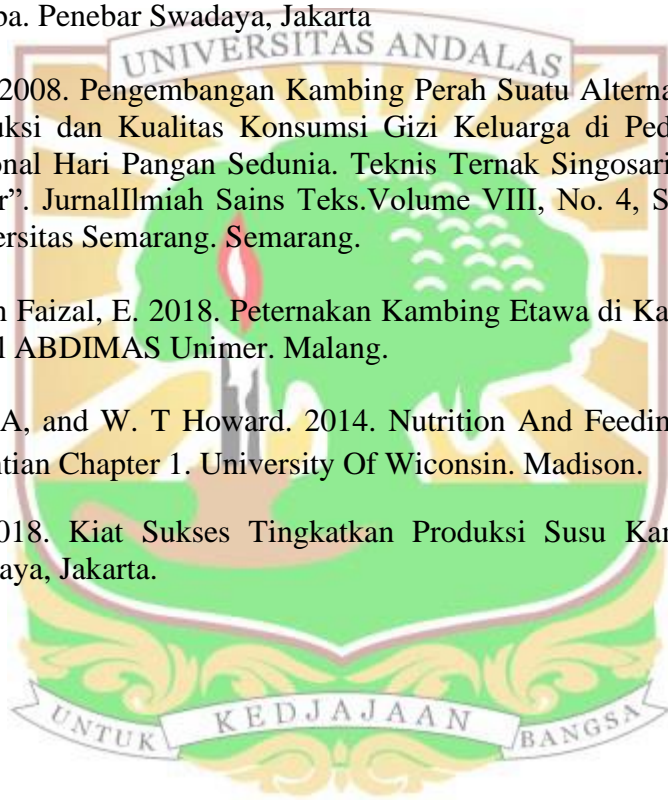 ba. Penebar Swadaya, Jakarta
UNIVERSITAS ANDALAS
2008. Pengembangan Kambing Perah Suatu Alterna
uksi dan Kualitas Konsumsi Gizi Keluarga di Ped
onal Hari Pangan Sedunia. Teknis Ternak Singosari
r”. JurnalIlmiah Sains Teks.Volume VIII, No. 4, S
versitas Semarang. Semarang.
n Faizal, E. 2018. Peternakan Kambing Etawa di Ka
l ABDIMAS Unimer. Malang.
A, and W. T Howard. 2014. Nutrition And Feedin
ntian Chapter 1. University Of Wiconsin. Madison.
018. Kiat Sukses Tingkatkan Produksi Susu Kan
aya, Jakarta.
UNTUK KEDJAJAAN BANGSA